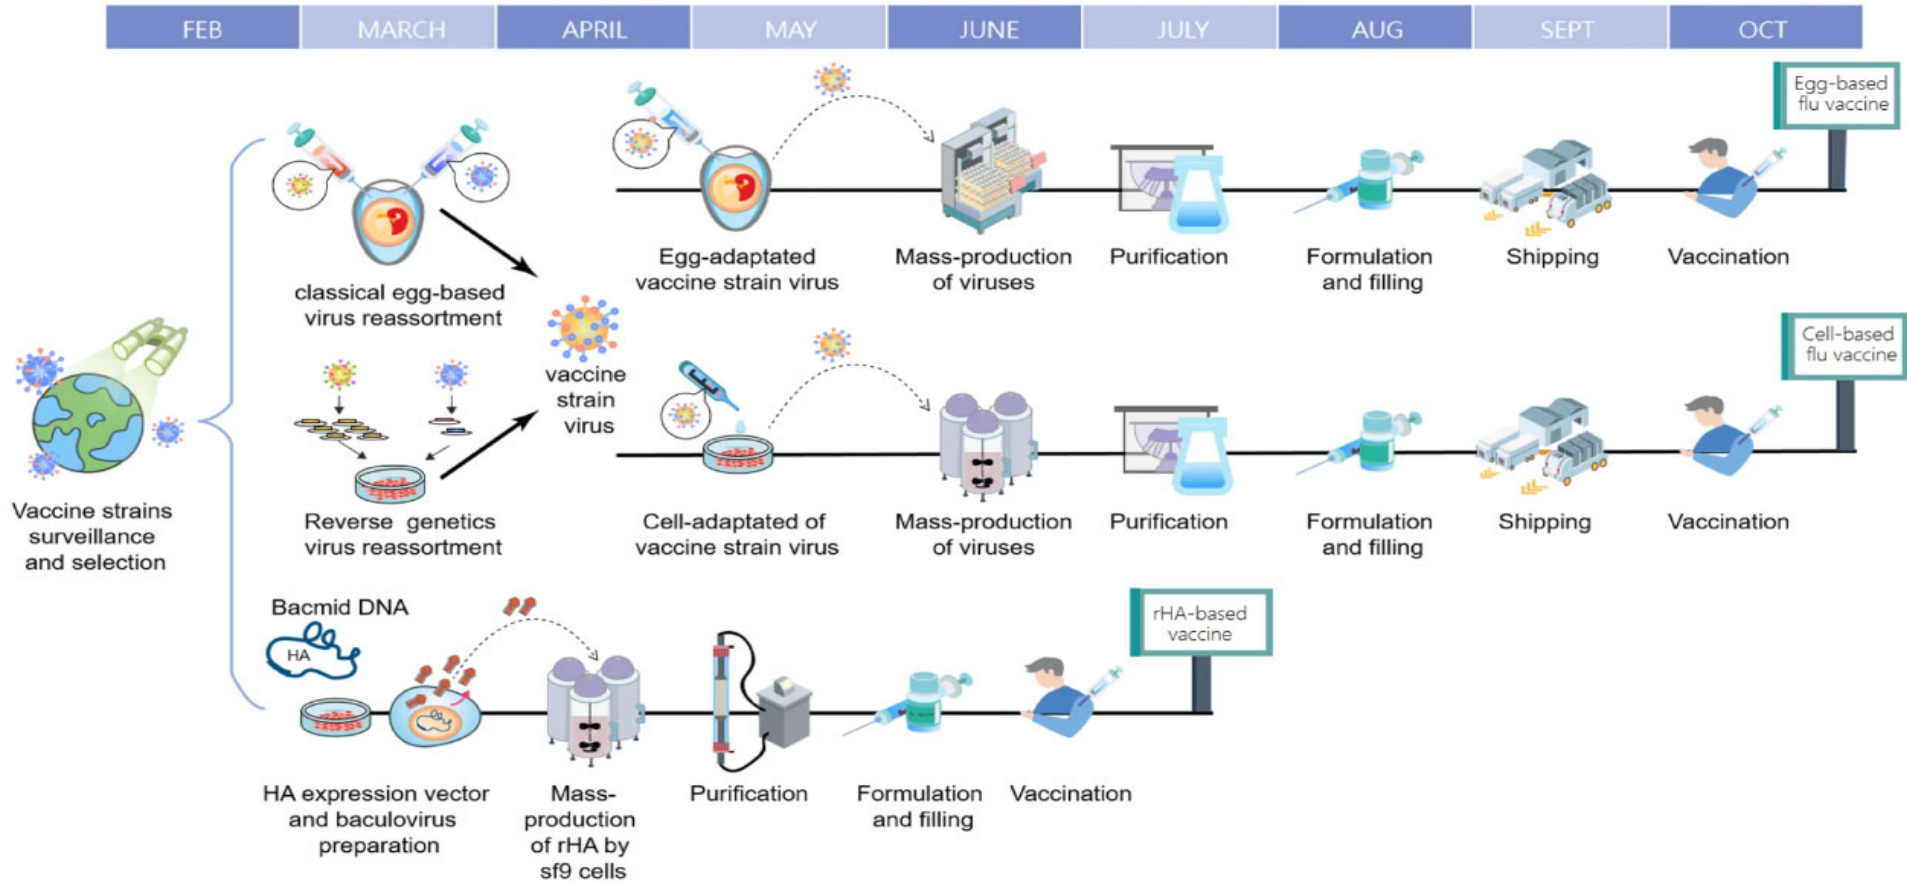 FEB
MARCH
APRIL
MAY
JUNE
JULY
AUG
SEPT
OCT
Egg-based
flu vaccine
classical egg-based
virus reassortment
Egg-adaptated
vaccine strain virus
Mass-production
of viruses
Purification
Formulation
and filling
Shipping
Vaccination
vaccine
strain
virus
Vaccine strains
surveillance
and selection
Reverse genetics
virus reassortment
Cell-based
flu vaccine
Cell-adaptated of
vaccine strain virus
Mass-production
of viruses
Purification
Formulation
and filling
Shipping
Vaccination
Bacmid DNA
HA
rHA-based
vaccine
HA expression vector
and baculovirus
preparation
Mass-
production
of rHA by
sf9 cells
Purification
Formulation
and filling
Vaccination